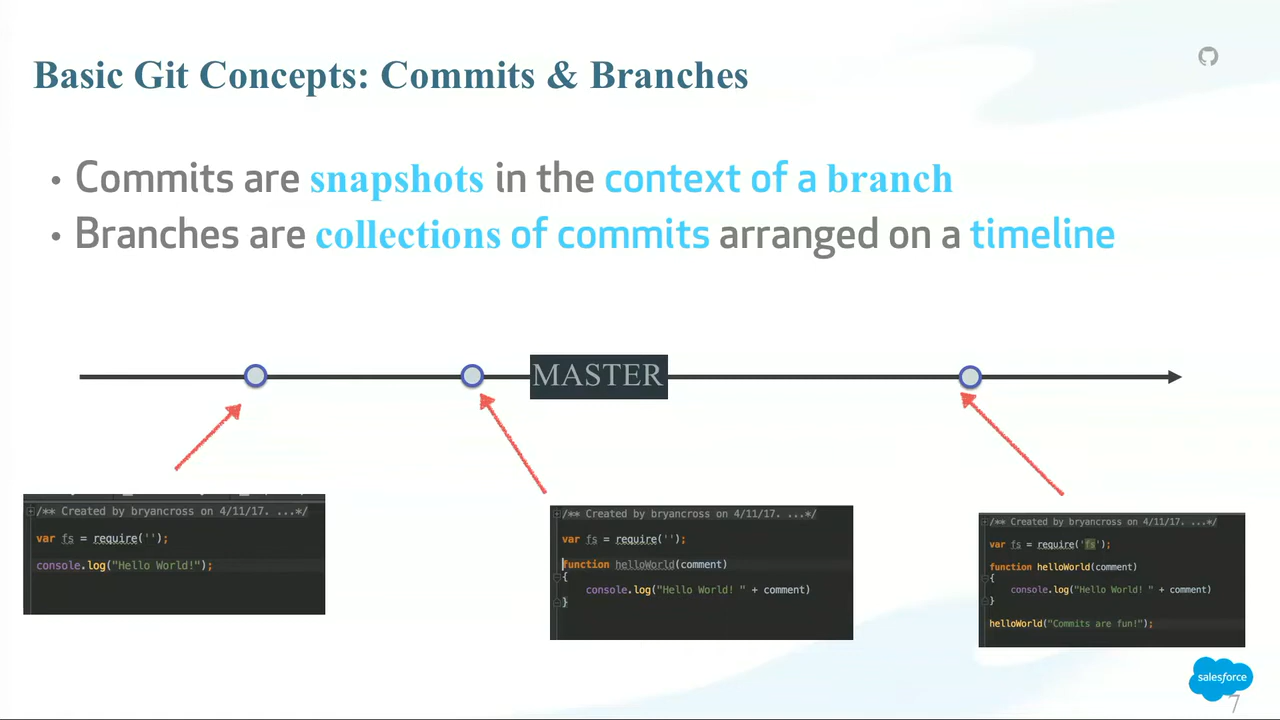 Basic Git Concepts: Commits & Branches
• Commits are snapshots in the context of a branch
• Branches are collections of commits arranged on a timeline
MASTER
/** Created by bryancross on 4/11/17. ...*/
var fs = require('');
console.log("Hello World!");
/** Created by bryancross on 4/11/17. ...*/
var fs = require('');
function helloWorld(comment)
{
console.log("Hello World! " + comment)
}
/** Created by bryancross on 4/11/17. ...*/
var fs = require('fs');
function helloWorld(comment)
{
console.log("Hello World! " + comment)
}
helloWorld("Commits are fun!");
salesforce
7